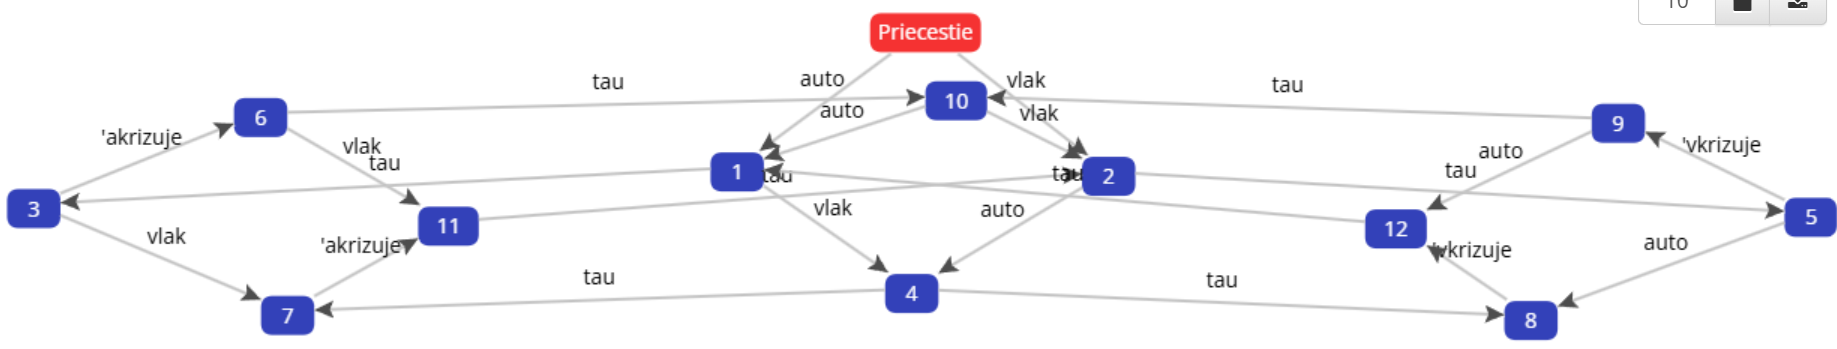 10
Priecestie
tau
auto
vlak
tau
10
auto
vlak
6
9
'akrizuje
vlak
tau
auto
'vkrizuje
tau
1
tau
tau
2
3
vlak
auto
5
11
12
vlak
'akrizuje
'vkrizuje
auto
tau
4
tau
7
8